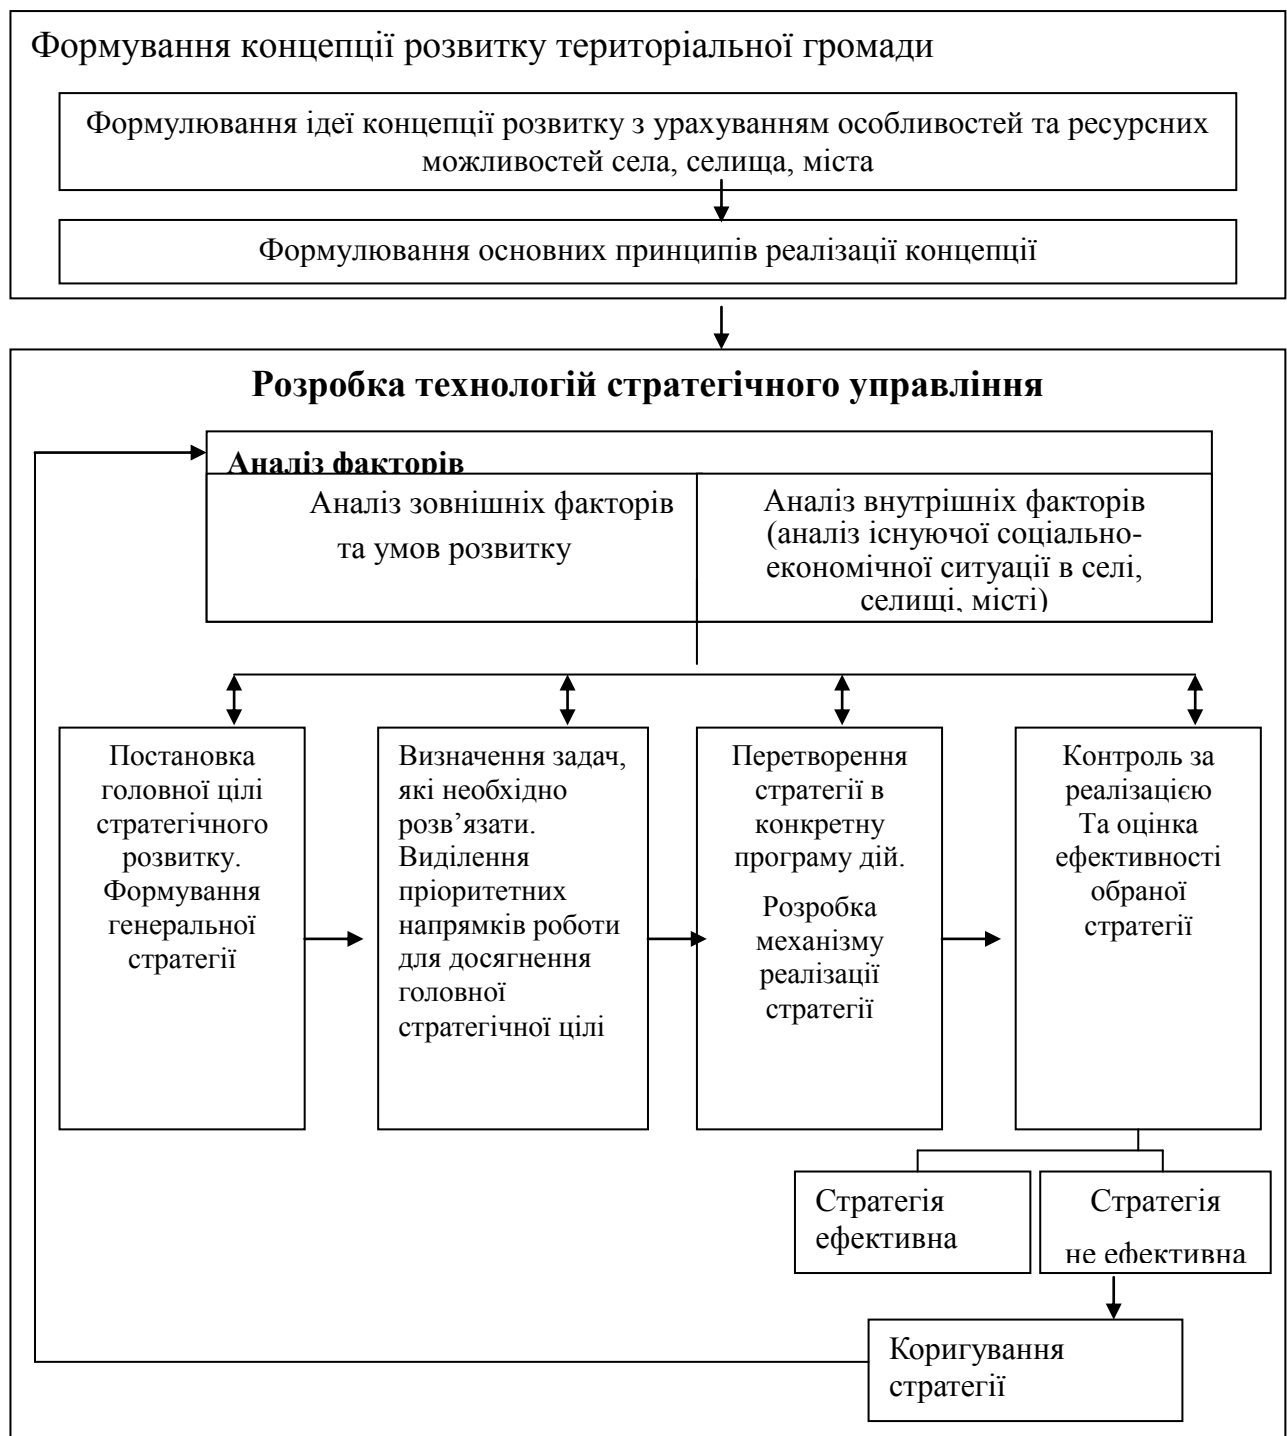 Формування концепції розвитку територіальної громади
Формулювання ідеї концепції розвитку з урахуванням особливостей та ресурсних
можливостей села, селища, міста
Формулювання основних принципів реалізації концепції
Розробка технологій стратегічного управління
Аналіз факторів
Аналіз зовнішніх факторів
та умов розвитку
Аналіз внутрішніх факторів
(аналіз існуючої соціально-
економічної ситуації в селі,
селищі, місті)
Постановка
головної цілі
стратегічного
розвитку.
Формування
генеральної
стратегії
Визначення задач,
які необхідно
розв’язати.
Виділення
пріоритетних
напрямків роботи
для досягнення
головної
стратегічної цілі
Перетворення
стратегії в
конкретну
програму дій.
Розробка
механізму
реалізації
стратегії
Контроль за
реалізацією
Та оцінка
ефективності
обраної
стратегії
Стратегія
ефективна
Стратегія
не ефективна
Коригування
стратегії